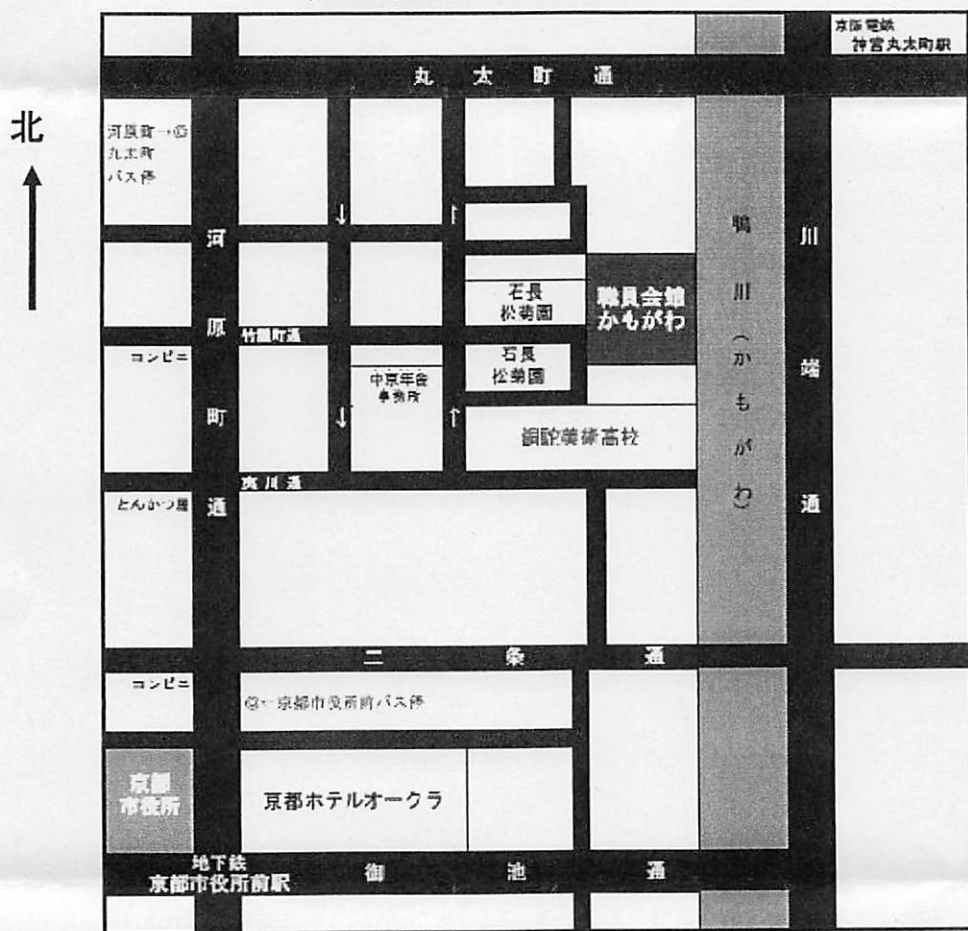 京阪電鉄
神宮丸太町駅
丸太町通
北
河原町→
丸太町
バス停
↓
↑
河原町通
鴨川(かもがわ)
川端通
石長
松菊園
職員会館
かもがわ
竹屋町通
コンビニ
石長
松菊園
中京年金
事務所
↓
↑
銅駝美術高校
夷川通
とんかつ屋
二条通
コンビニ
←京都市役所前バス停
京都
市役所
京都ホテルオークラ
地下鉄
京都市役所前駅
御池通